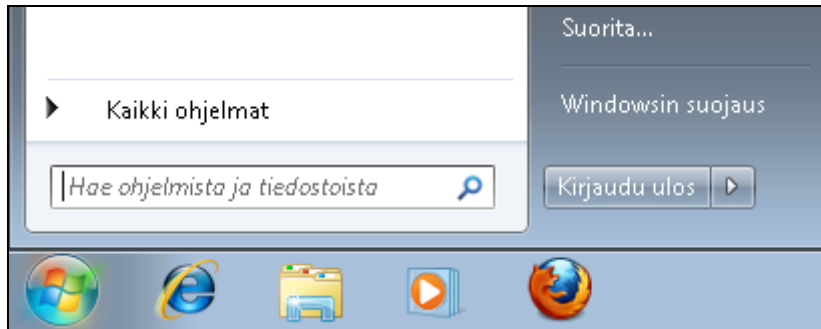 Suorita...
Kaikki ohjelmat
Windowsin suojaus
Hae ohjelmista ja tiedostoista
Kirjaudu ulos